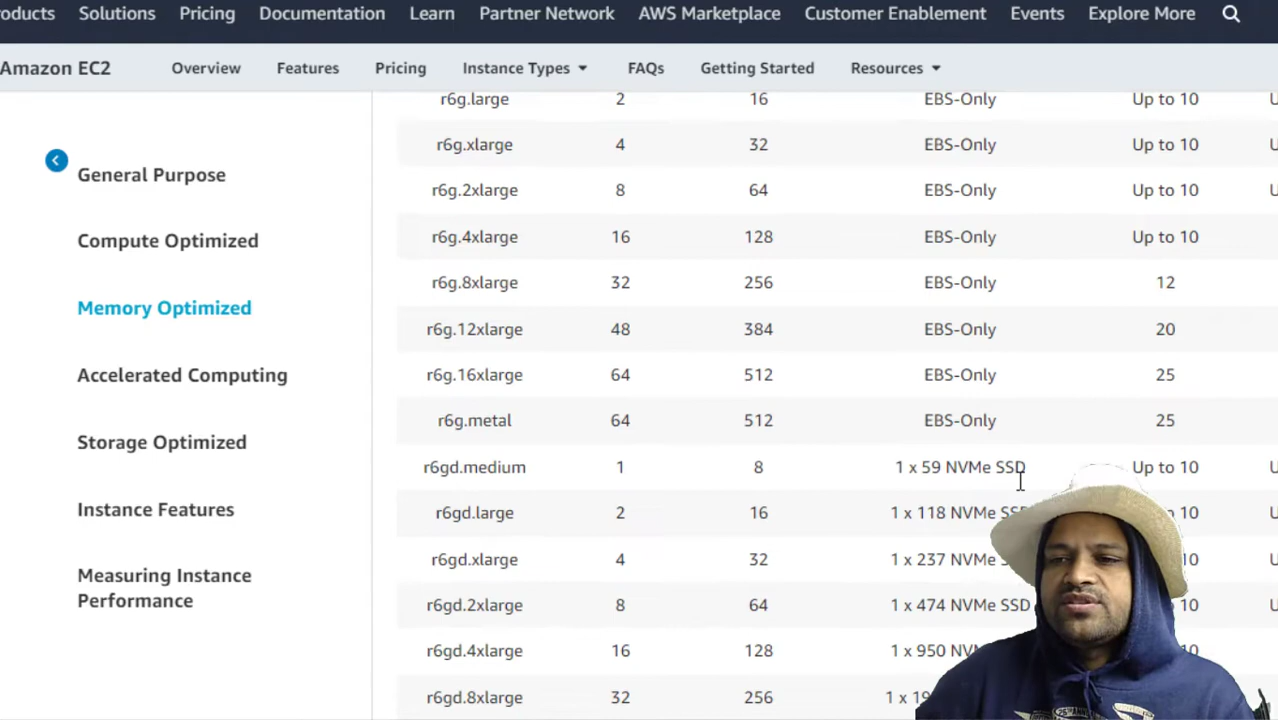 roducts Solutions Pricing Documentation Learn Partner Network AWS Marketplace Customer Enablement Events Explore More
Amazon EC2 Overview Features Pricing Instance Types FAQs Getting Started Resources
General Purpose
Compute Optimized
Memory Optimized
Accelerated Computing
Storage Optimized
Instance Features
Measuring Instance
Performance
r6g.large 2 16 EBS-Only Up to 10 U
r6g.xlarge 4 32 EBS-Only Up to 10 U
r6g.2xlarge 8 64 EBS-Only Up to 10 U
r6g.4xlarge 16 128 EBS-Only Up to 10
r6g.8xlarge 32 256 EBS-Only 12
r6g.12xlarge 48 384 EBS-Only 20
r6g.16xlarge 64 512 EBS-Only 25
r6g.metal 64 512 EBS-Only 25
r6gd.medium 1 8 1 x 59 NVMe SSD Up to 10 U
r6gd.large 2 16 1 x 118 NVMe SSD 10 U
r6gd.xlarge 4 32 1 x 237 NVMe 10 U
r6gd.2xlarge 8 64 1 x 474 NVMe SSD 10 U
r6gd.4xlarge 16 128 1 x 950 10
r6gd.8xlarge 32 256 1 x